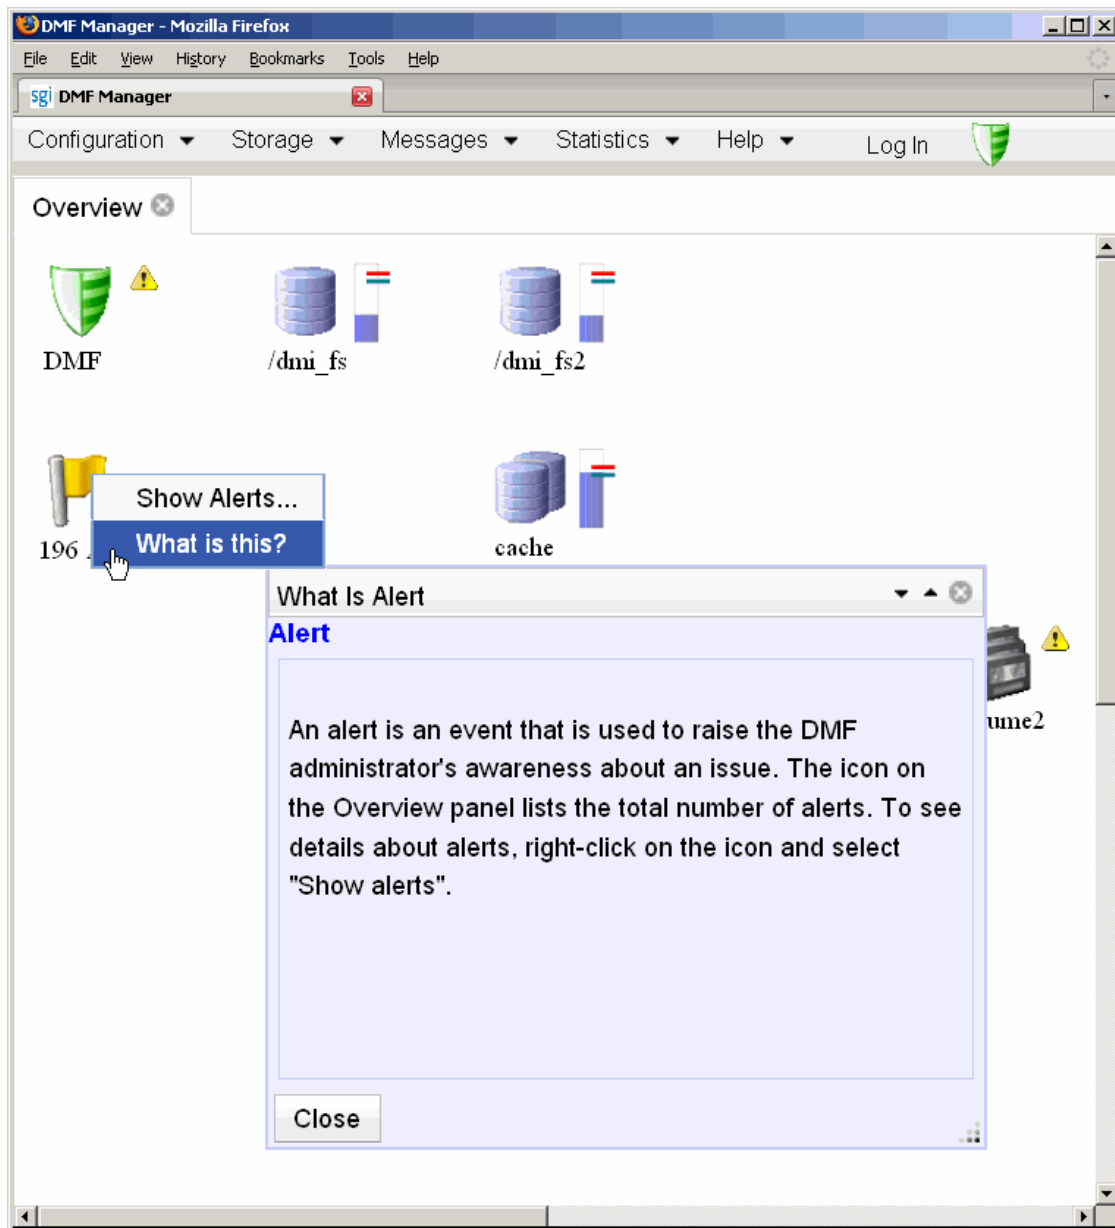 DMF Manager - Mozilla Firefox
File Edit View History Bookmarks Tools Help
sgi DMF Manager
Configuration Storage Messages Statistics Help Log In
Overview
DMF /dmi_fs /dmi_fs2
Show Alerts...
What is this?
196
cache
What Is Alert
Alert
ume2
An alert is an event that is used to raise the DMF
administrator's awareness about an issue. The icon on
the Overview panel lists the total number of alerts. To see
details about alerts, right-click on the icon and select
"Show alerts".
Close